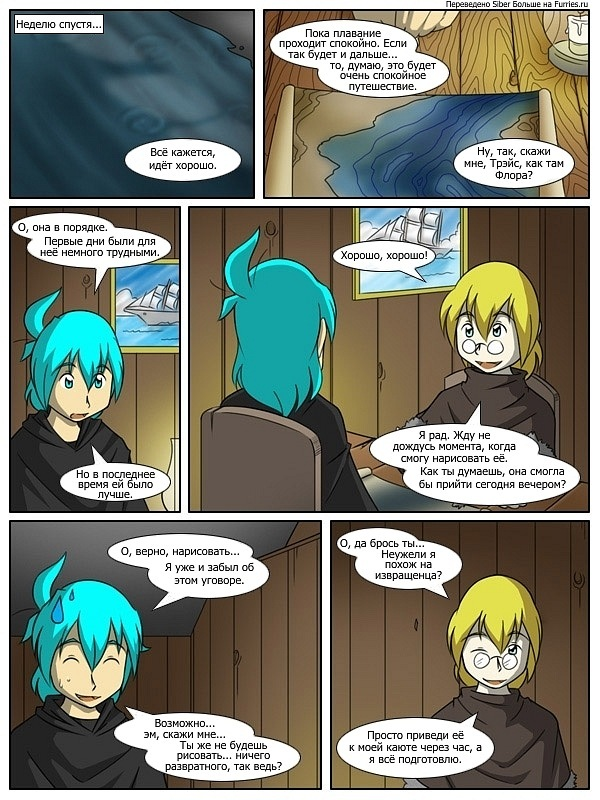 Переведено Siber Больше на Furries.ru
Неделю спустя...
Всё кажется,
идёт хорошо.
Пока плавание
проходит спокойно. Если
так будет и дальше...
то, думаю, это будет
очень спокойное
путешествие.
Ну, так, скажи
мне, Трэйс, как там
Флора?
О, она в порядке.
Первые дни были для
неё немного трудными.
Но в последнее
время ей было
лучше.
Хорошо, хорошо!
Я рад. Жду не
дождусь момента, когда
смогу нарисовать её.
Как ты думаешь, она смогла
бы прийти сегодня вечером?
О, верно, нарисовать...
Я уже и забыл об
этом уговоре.
Возможно...
эм, скажи мне...
Ты же не будешь
рисовать... ничего
развратного, так ведь?
О, да брось ты...
Неужели я
похож на
извращенца?
Просто приведи её
к моей каюте через час, а
я всё подготовлю.